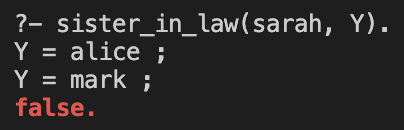 ?- sister_in_law(sarah, Y).
Y = alice ;
Y = mark ;
false.